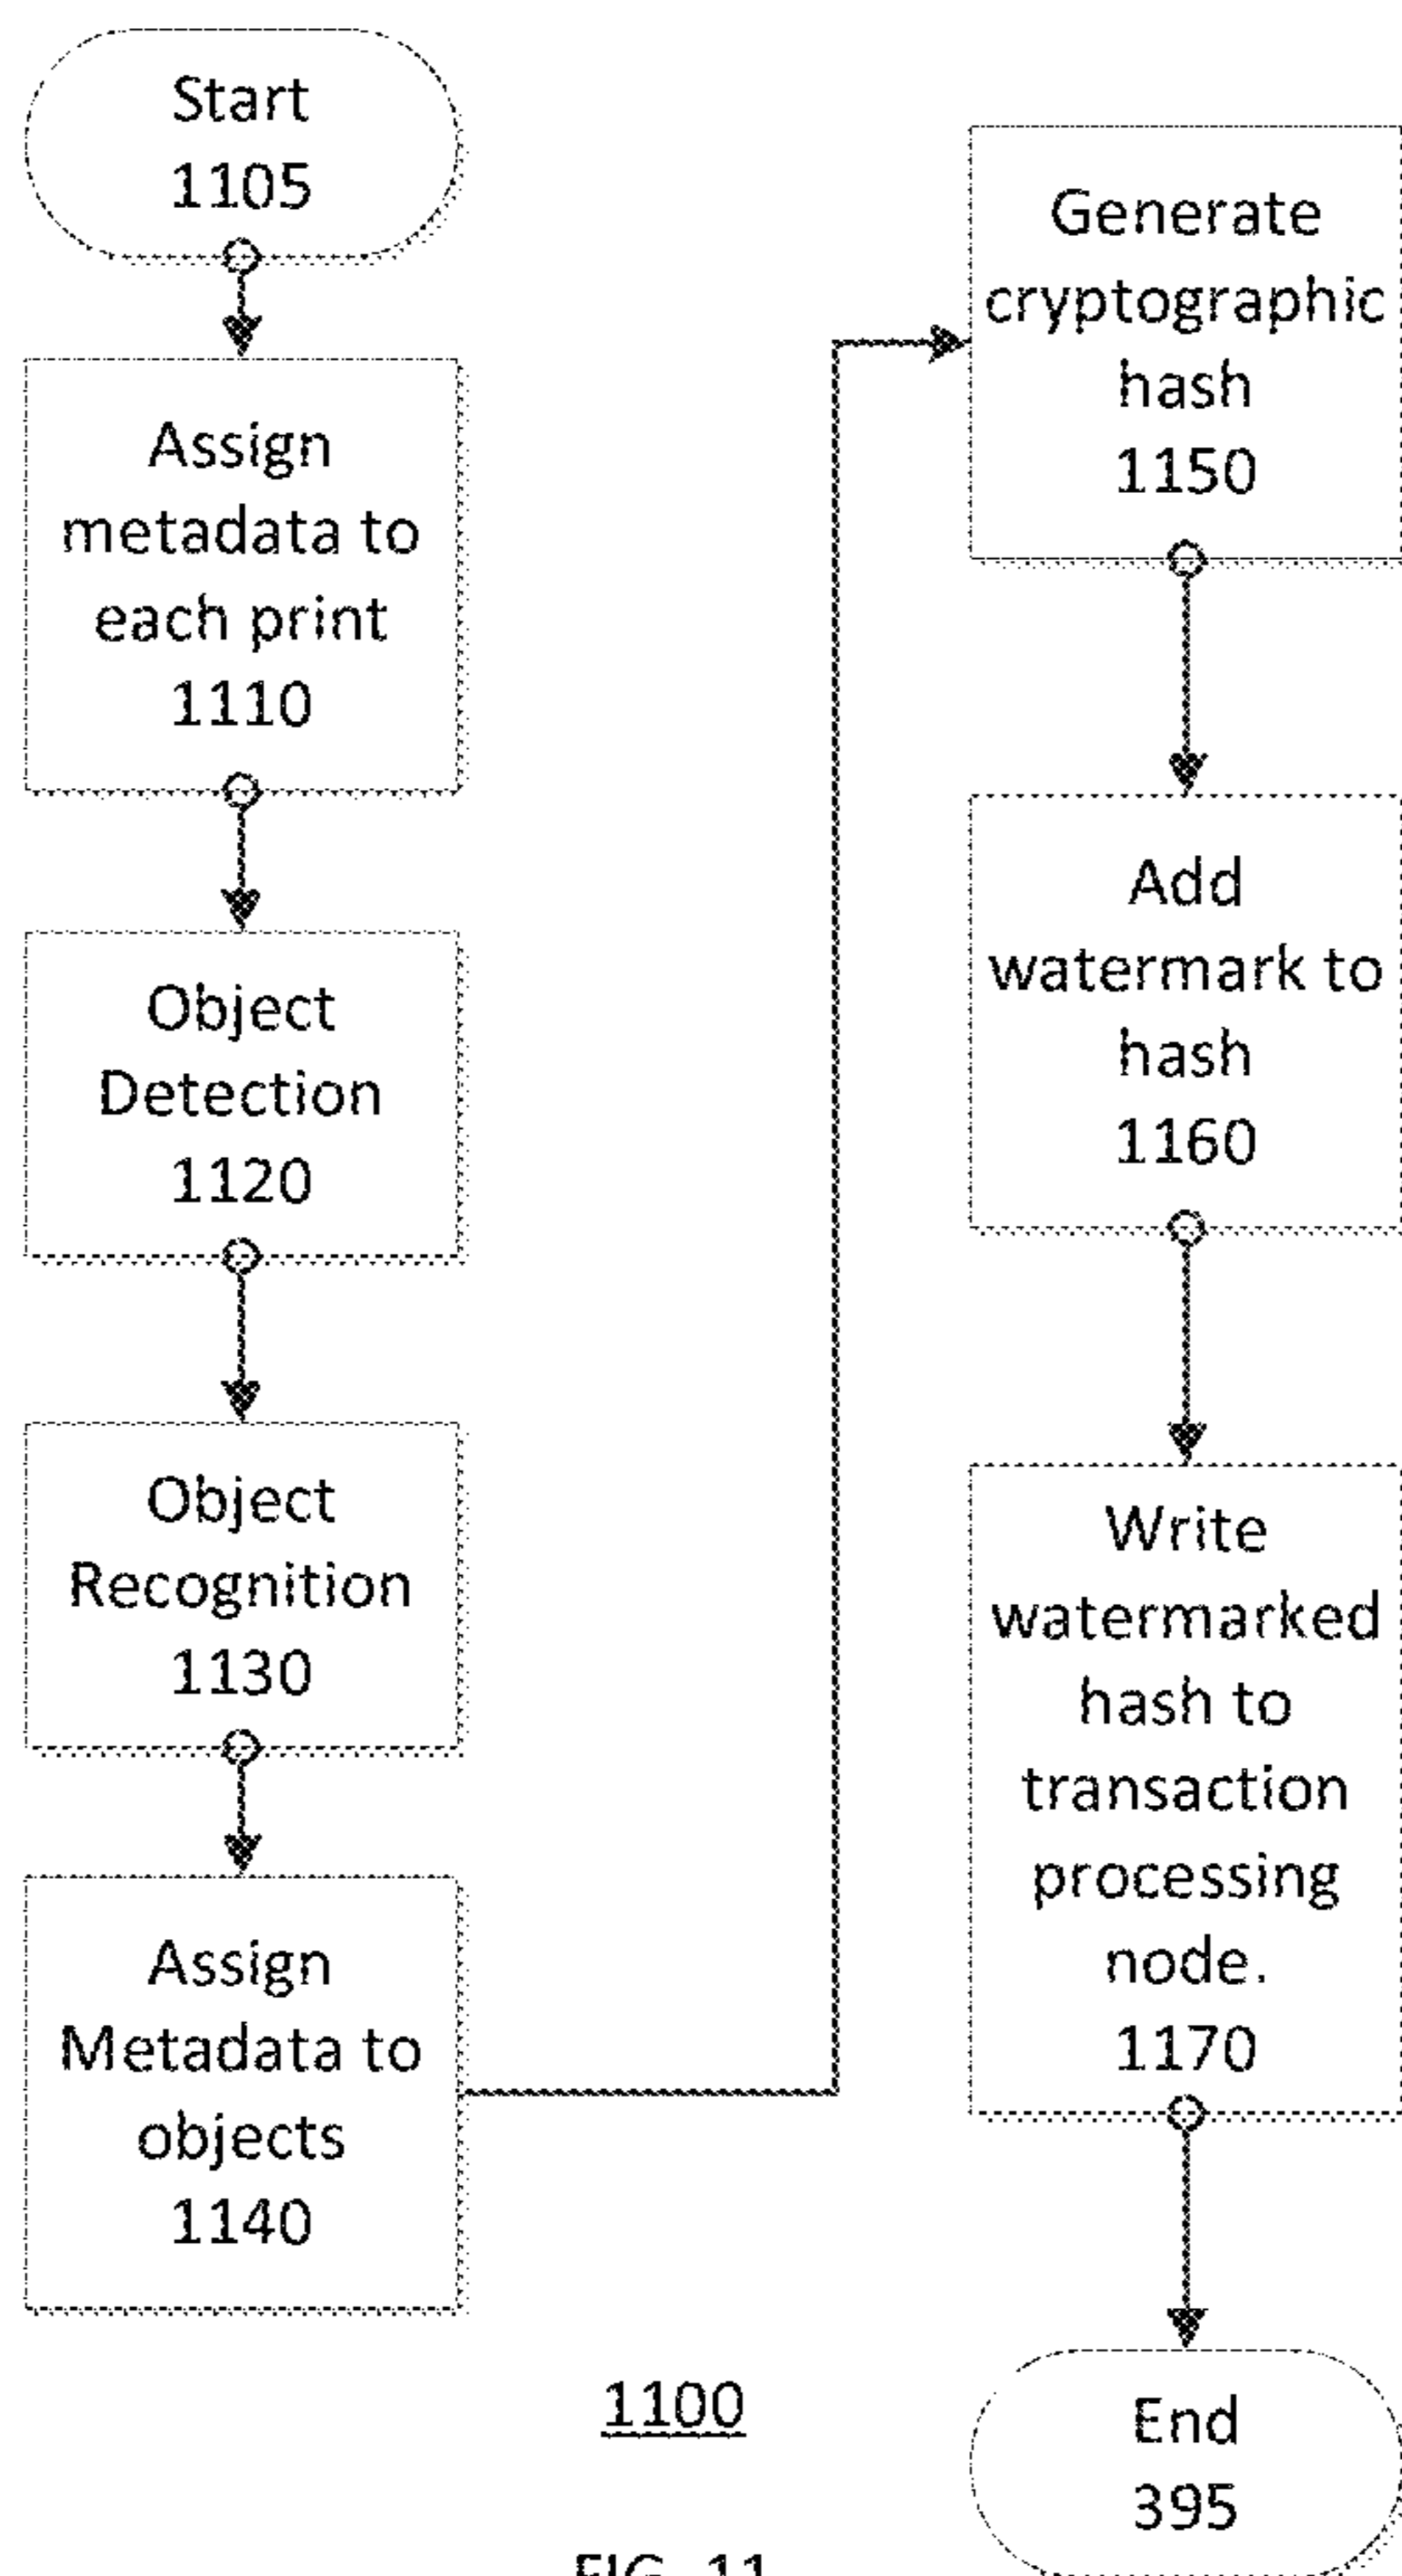 Start
1105
Assign
metadata to
each print
1110
Object
Detection
1120
Object
Recognition
1130
Assign
Metadata to
objects
1140
Generate
cryptographic
hash
1150
Add
watermark to
hash
1160
Write
watermarked
hash to
transaction
processing
node.
1170
End
395
1100
FIG. 11